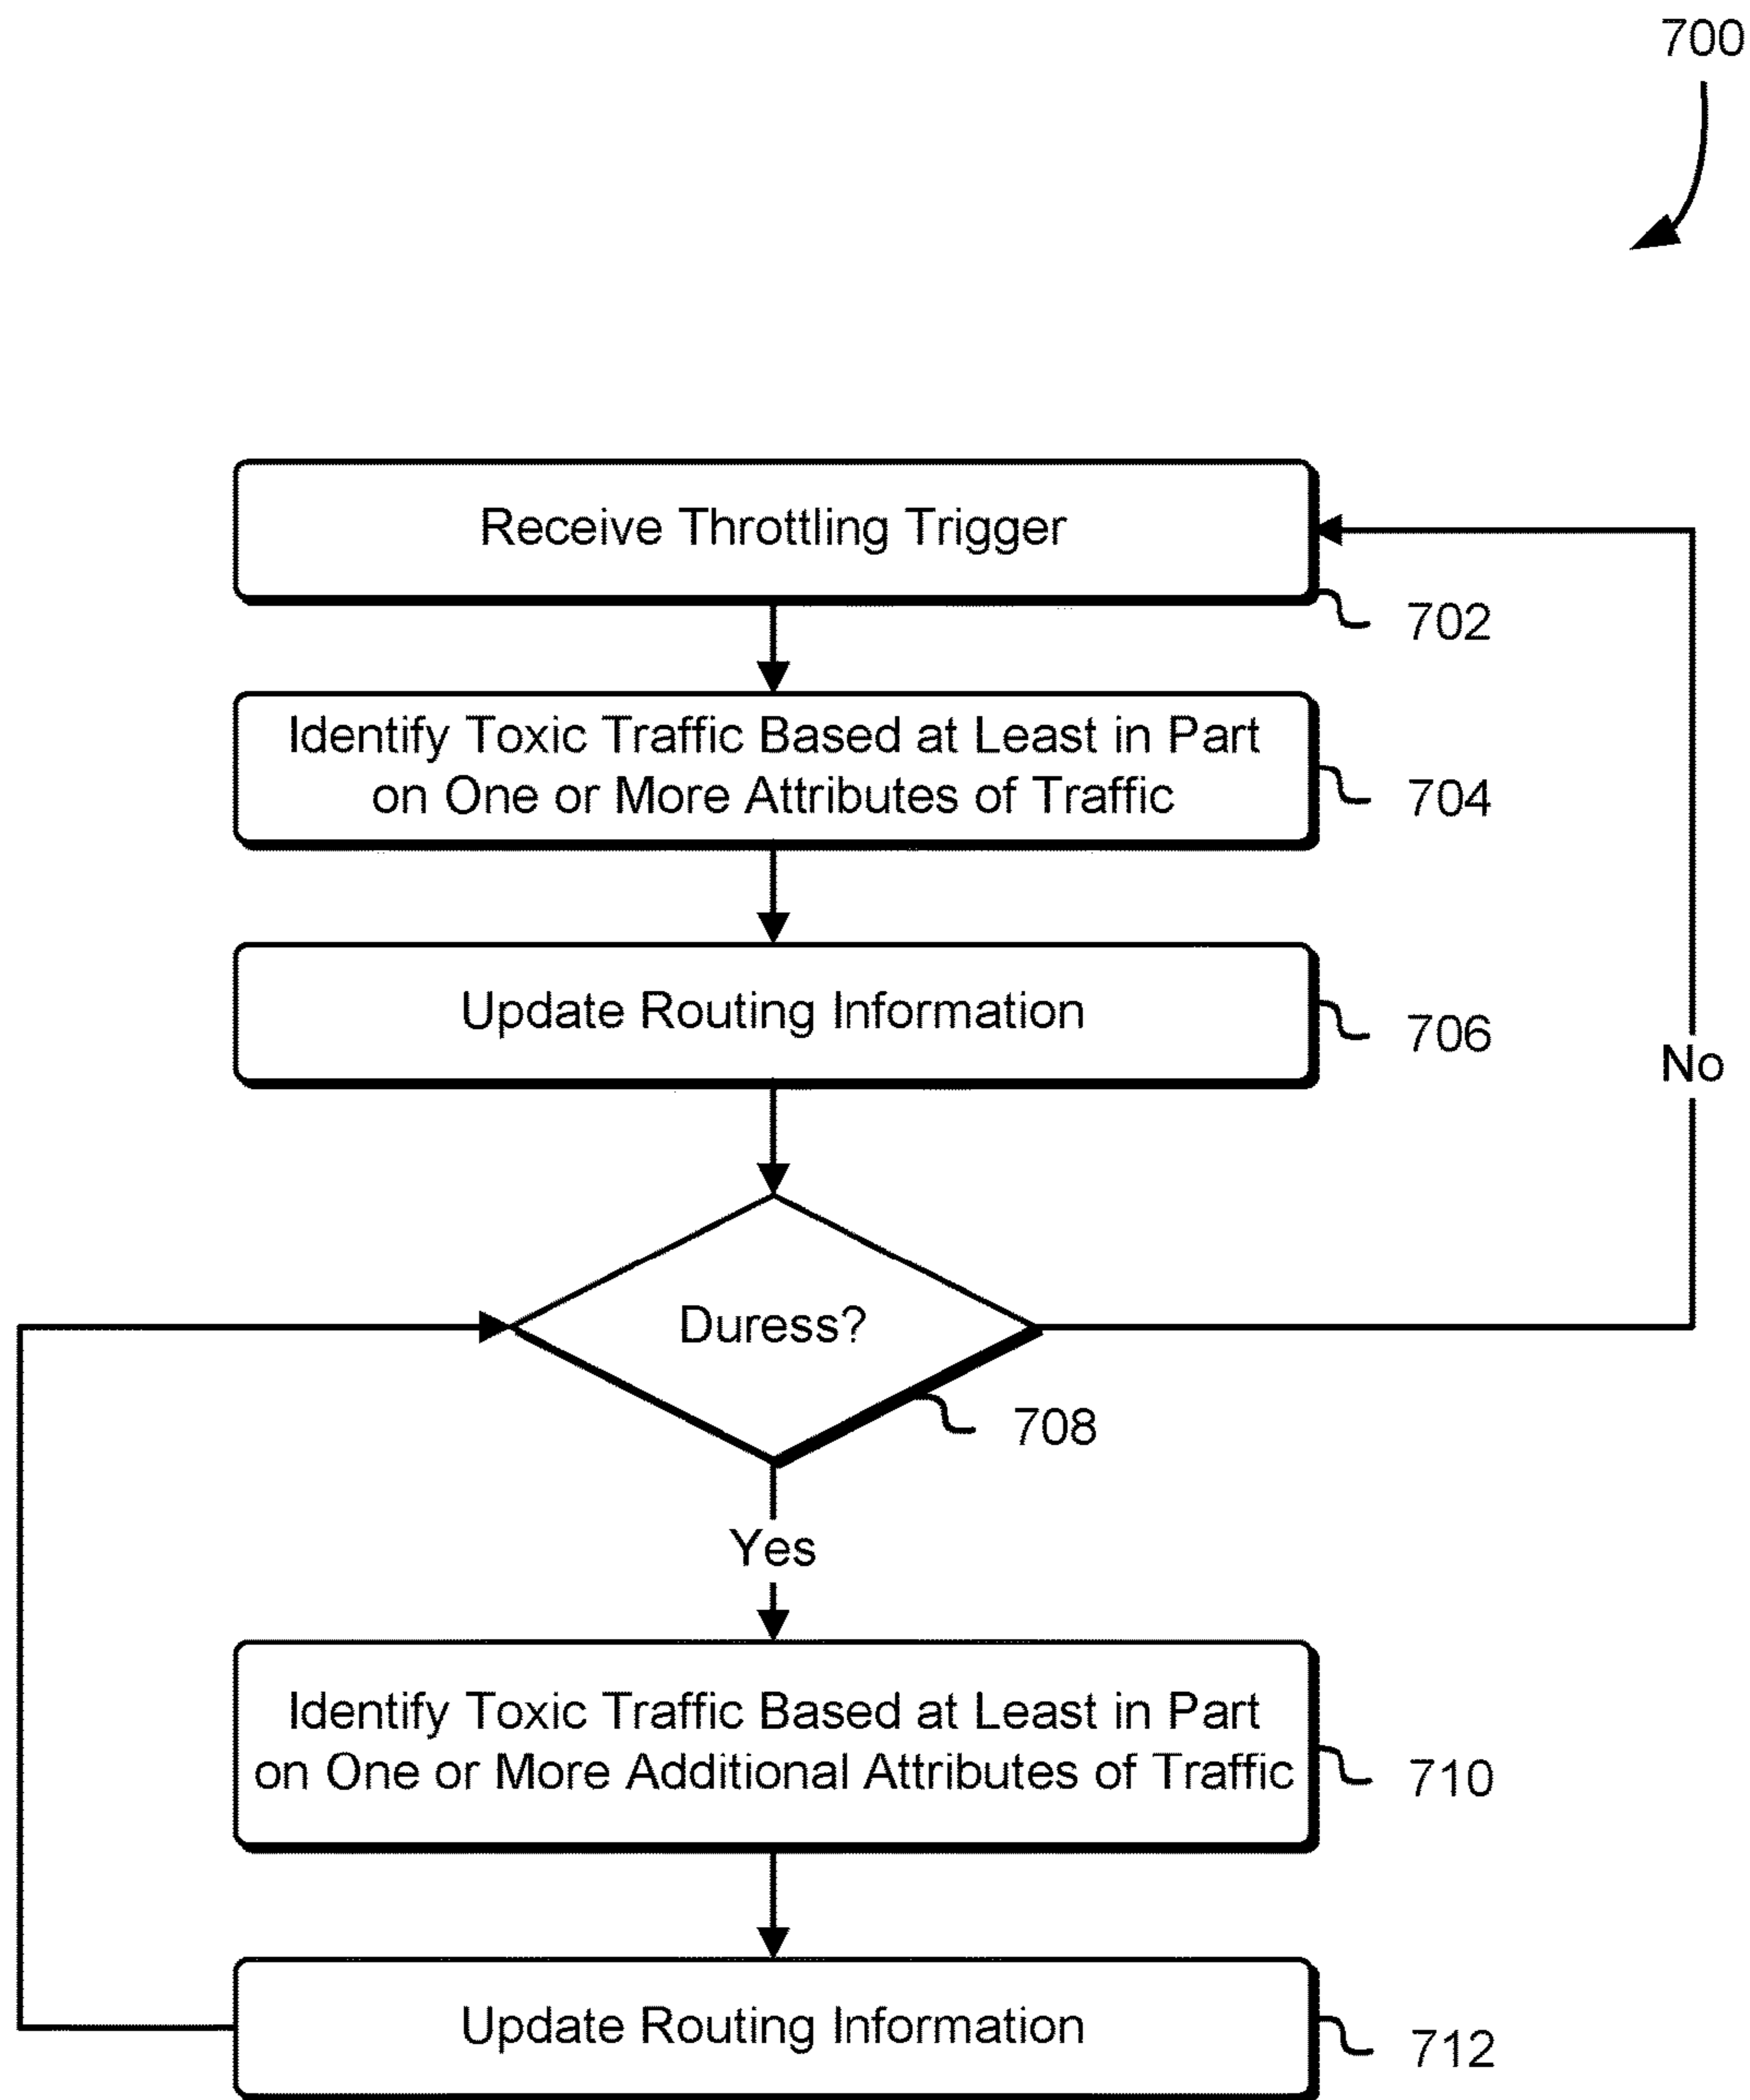 700
Receive Throttling Trigger
702
Identify Toxic Traffic Based at Least in Part
on One or More Attributes of Traffic
704
Update Routing Information
706
No
Duress?
708
Yes
Identify Toxic Traffic Based at Least in Part
on One or More Additional Attributes of Traffic
710
Update Routing Information
712